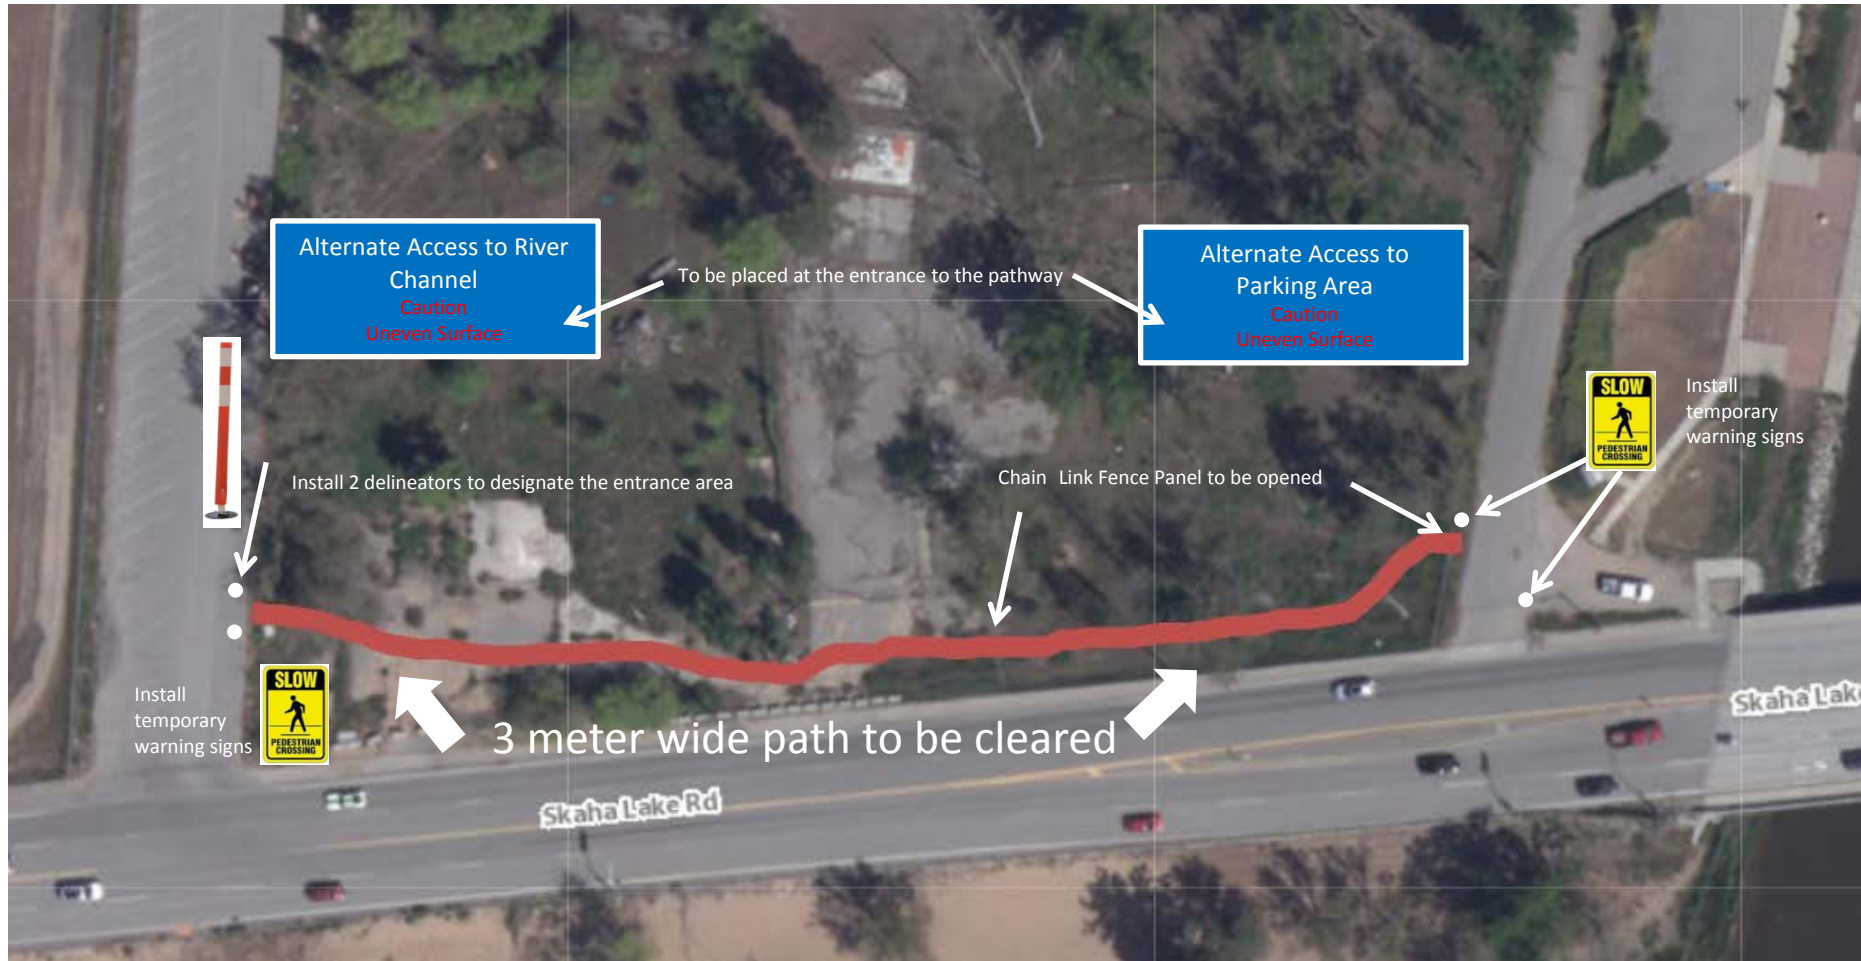 Alternate Access to River
Channel
Caution
Uneven Surface
To be placed at the entrance to the pathway
Alternate Access to
Parking Area
Caution
Uneven Surface
SLOW
PEDESTRIAN
CROSSING
Install
temporary
warning signs
Install 2 delineators to designate the entrance area
Chain Link Fence Panel to be opened
Install
temporary
warning signs
SLOW
PEDESTRIAN
CROSSING
3 meter wide path to be cleared
Skaha Lake
Skaha Lake Rd